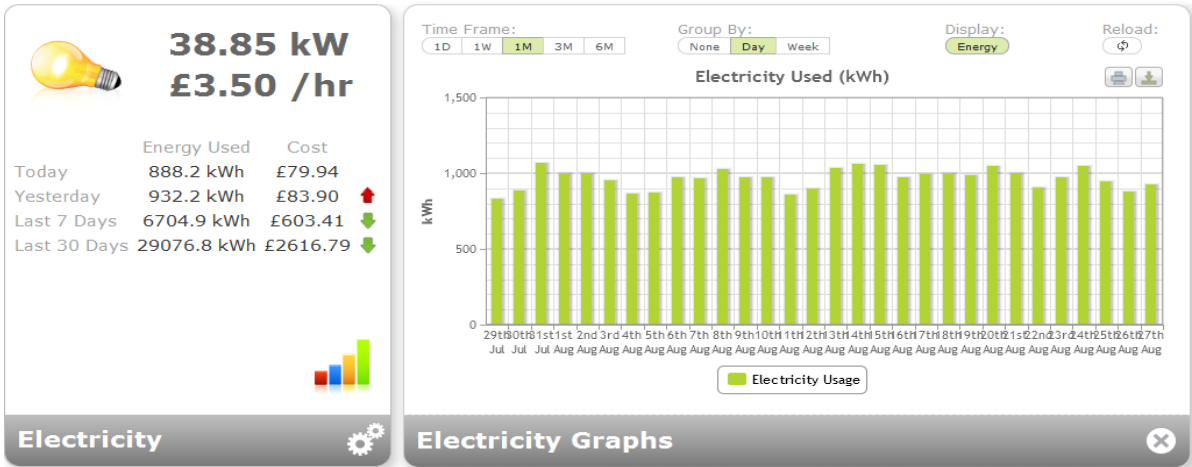 38.85 kW
£3.50 /hr
Energy Used Cost
Today 888.2 kWh £79.94
Yesterday 932.2 kWh £83.90
Last 7 Days 6704.9 kWh £603.41
Last 30 Days 29076.8 kWh £2616.79
Electricity
Time Frame: Group By: Display: Reload:
1D 1W 1M 3M 6M None Day Week Energy
Electricity Used (kWh)
1,500
1,000
500
0
kWh
29th Jul
30th Jul
31st Jul
1st Aug
2nd Aug
3rd Aug
4th Aug
5th Aug
6th Aug
7th Aug
8th Aug
9th Aug
10th Aug
11th Aug
12th Aug
13th Aug
14th Aug
15th Aug
16th Aug
17th Aug
18th Aug
19th Aug
20th Aug
21st Aug
22nd Aug
23rd Aug
24th Aug
25th Aug
26th Aug
27th Aug
Electricity Usage
Electricity Graphs